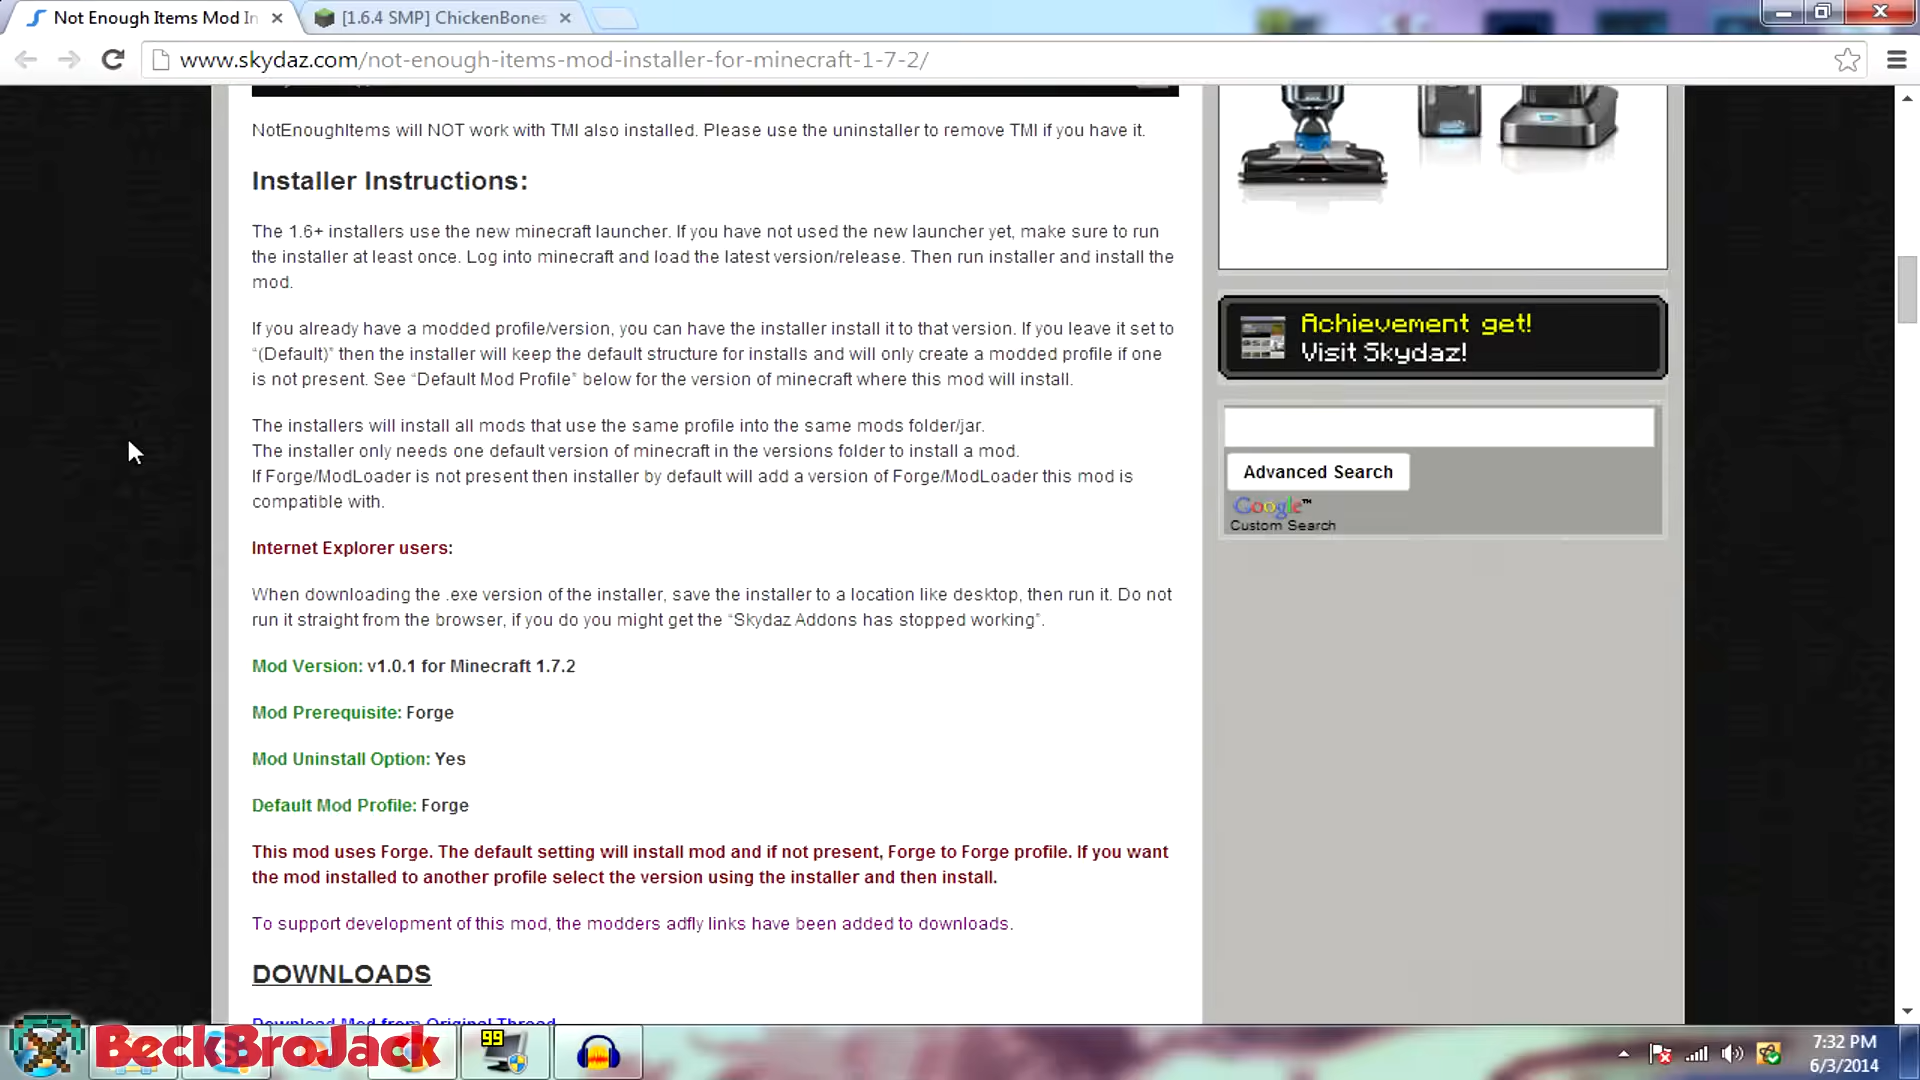 Not Enough Items Mod In
[1.6.4 SMP] ChickenBones
www.skydaz.com/not-enough-items-mod-installer-for-minecraft-1-7-2/
NotEnoughItems will NOT work with TMI also installed. Please use the uninstaller to remove TMI if you have it.
Installer Instructions:
The 1.6+ installers use the new minecraft launcher. If you have not used the new launcher yet, make sure to run
the installer at least once. Log into minecraft and load the latest version/release. Then run installer and install the
mod.
If you already have a modded profile/version, you can have the installer install it to that version. If you leave it set to
“(Default)” then the installer will keep the default structure for installs and will only create a modded profile if one
is not present. See “Default Mod Profile” below for the version of minecraft where this mod will install.
The installers will install all mods that use the same profile into the same mods folder/jar.
The installer only needs one default version of minecraft in the versions folder to install a mod.
If Forge/ModLoader is not present then installer by default will add a version of Forge/ModLoader this mod is
compatible with.
Internet Explorer users:
When downloading the .exe version of the installer, save the installer to a location like desktop, then run it. Do not
run it straight from the browser, if you do you might get the “Skydaz Addons has stopped working”.
Mod Version: v1.0.1 for Minecraft 1.7.2
Mod Prerequisite: Forge
Mod Uninstall Option: Yes
Default Mod Profile: Forge
This mod uses Forge. The default setting will install mod and if not present, Forge to Forge profile. If you want
the mod installed to another profile select the version using the installer and then install.
To support development of this mod, the modders adfly links have been added to downloads.
DOWNLOADS
Download Mod from Original Thread
Achievement get!
Visit Skydaz!
Advanced Search
Google™
Custom Search
BeckBroJack
99
7:32 PM
6/3/2014